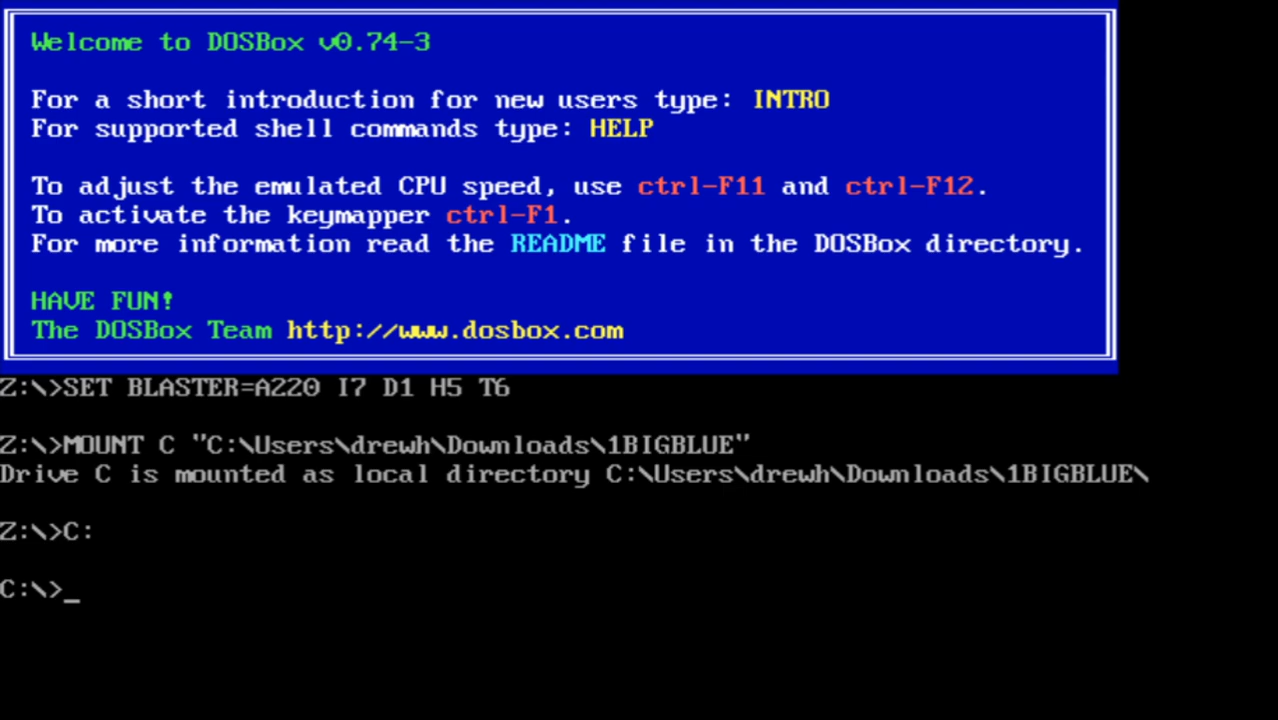 Welcome to DOSBox v0.74-3
For a short introduction for new users type: INTRO
For supported shell commands type: HELP
To adjust the emulated CPU speed, use ctrl-F11 and ctrl-F12.
To activate the keymapper ctrl-F1.
For more information read the README file in the DOSBox directory.
HAVE FUN!
The DOSBox Team http://www.dosbox.com
Z:\>SET BLASTER=A220 I7 D1 H5 T6
Z:\>MOUNT C "C:\Users\drewh\Downloads\1BIGBLUE"
Drive C is mounted as local directory C:\Users\drewh\Downloads\1BIGBLUE\
Z:\>C:
C:\>_